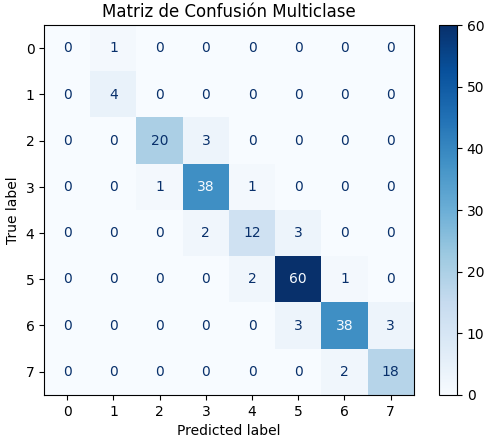 Matriz de Confusión Multiclase
0 0 1 0 0 0 0 0 0
1 0 4 0 0 0 0 0 0
2 0 0 20 3 0 0 0 0
3 0 0 1 38 1 0 0 0
4 0 0 0 2 12 3 0 0
5 0 0 0 0 2 60 1 0
6 0 0 0 0 0 3 38 3
7 0 0 0 0 0 0 2 18
0 1 2 3 4 5 6 7
True label
Predicted label
60
50
40
30
20
10
0